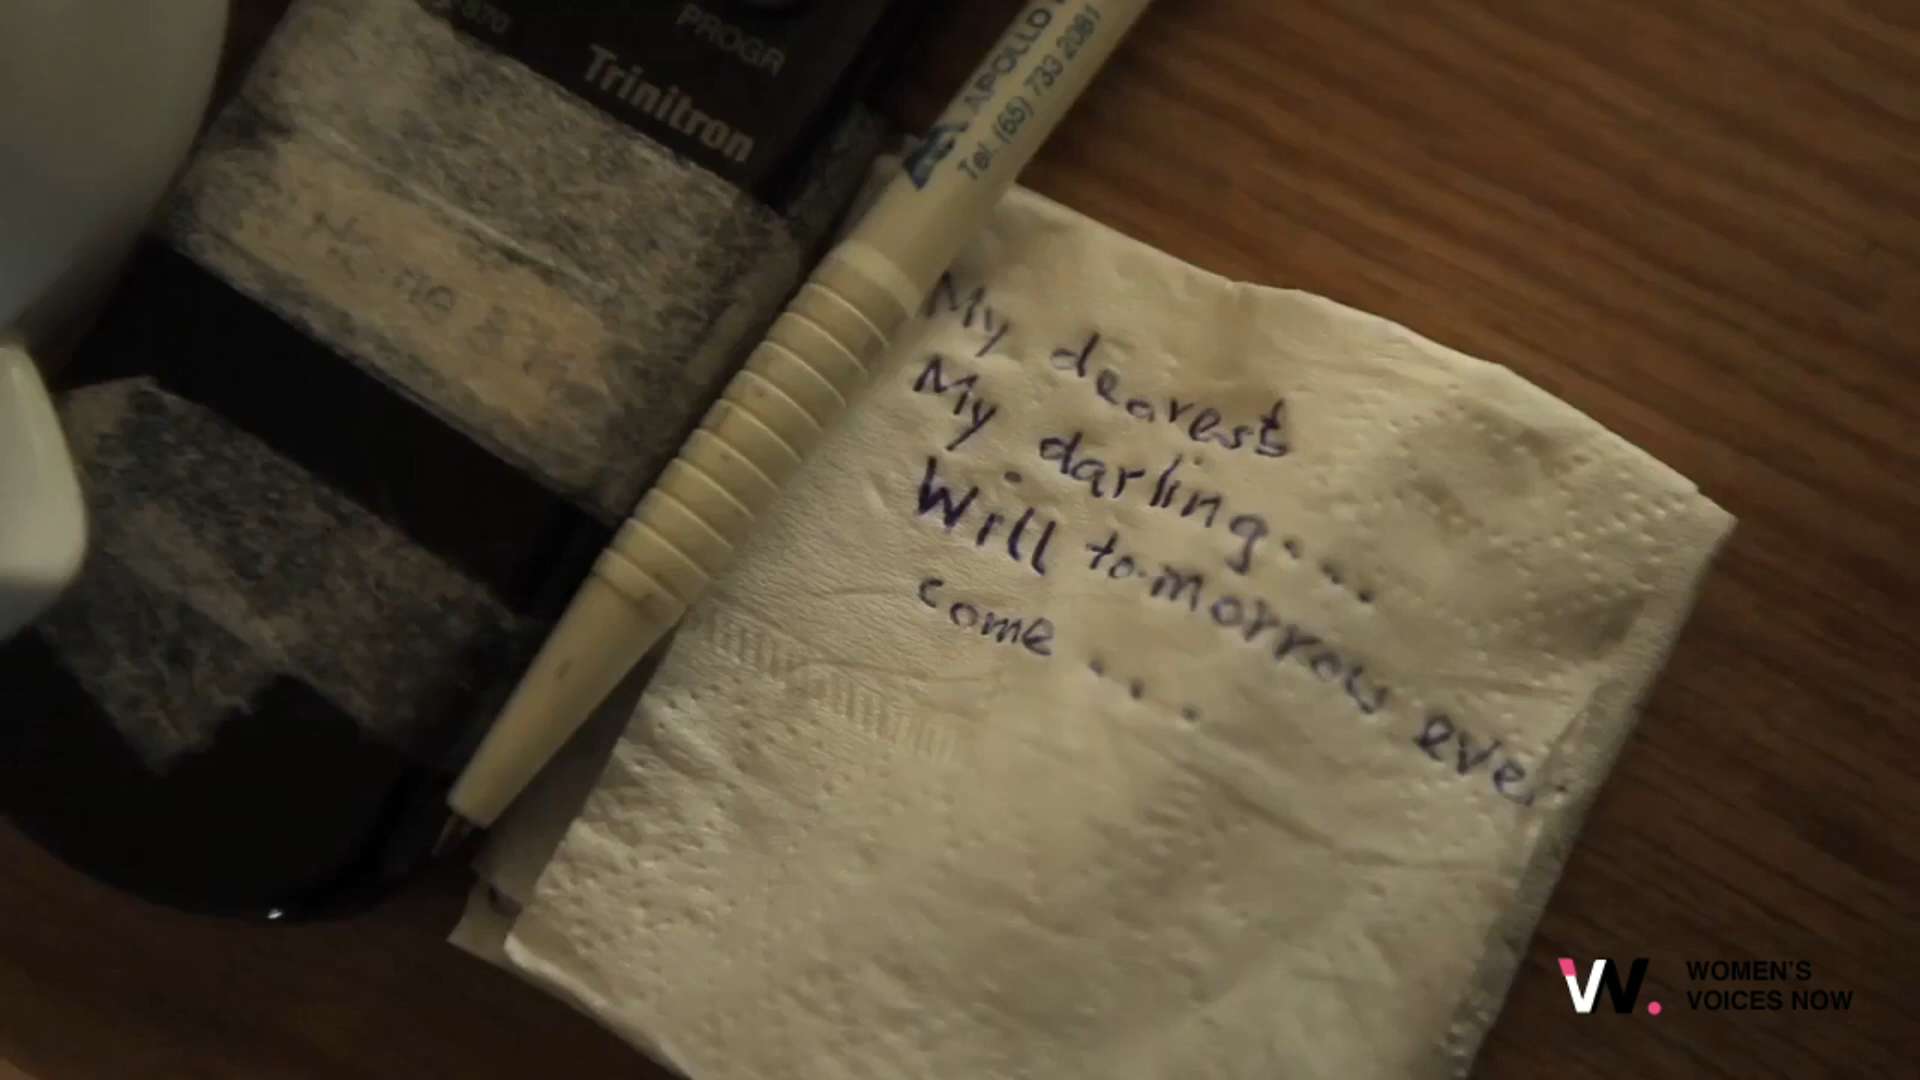 PROGR
Trinitron
APOLLO
Tel. (65) 733 2081
My dearest
My darling....
Will tomorrow ever
come ....
WOMEN'S
VOICES NOW